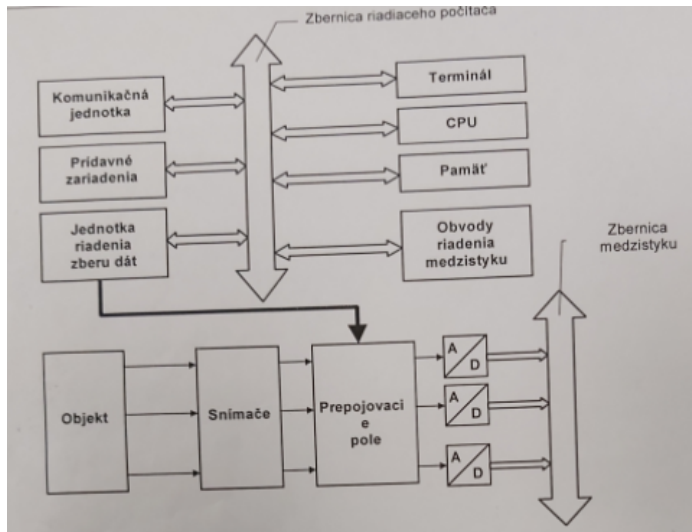 Zbernica riadiaceho počítača
Komunikačná
jednotka
Terminál
CPU
Prídavné
zariadenia
Pamäť
Jednotka
riadenia
zberu dát
Obvody
riadenia
medzistyku
Zbernica
medzistyku
Objekt
Snímače
Prepojovaci
e
pole
A
D
A
D
A
D